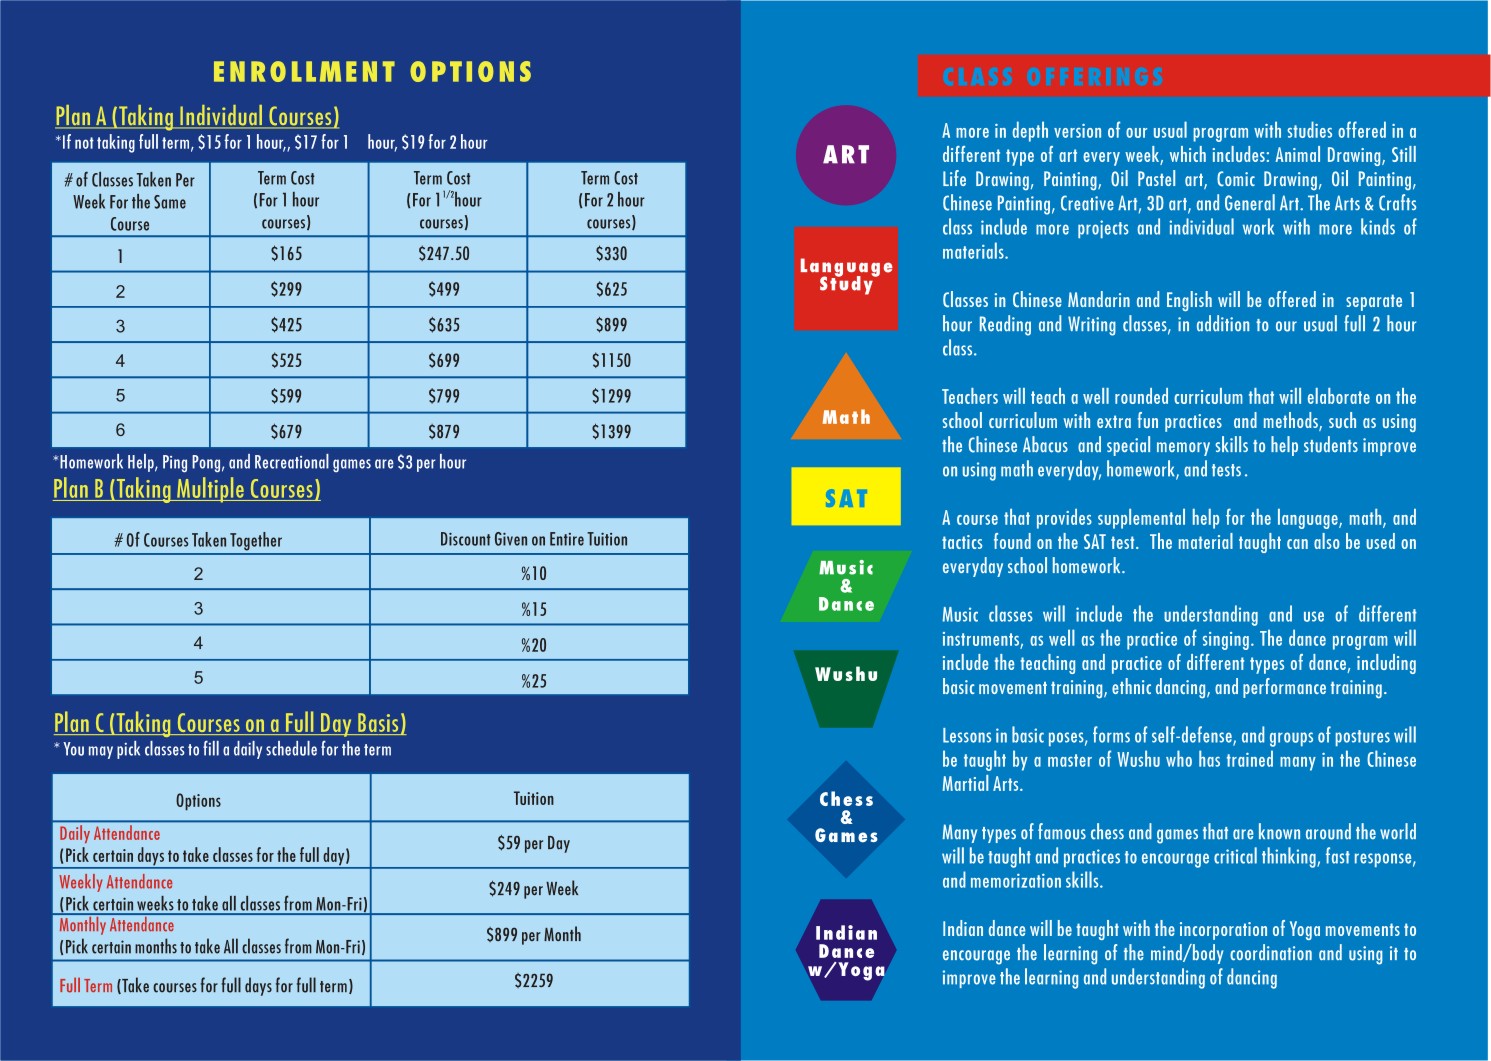 ENROLLMENT OPTIONS
Plan A (Taking Individual Courses)
*If not taking full term, $15 for 1 hour,, $17 for 1 hour, $19 for 2 hour
# of Classes Taken Per
Week For the Same
Course
Term Cost
(For 1 hour
courses)
Term Cost
(For 1 1/2hour
courses)
Term Cost
(For 2 hour
courses)
1 $165 $247.50 $330
2 $299 $499 $625
3 $425 $635 $899
4 $525 $699 $1150
5 $599 $799 $1299
6 $679 $879 $1399
*Homework Help, Ping Pong, and Recreational games are $3 per hour
Plan B (Taking Multiple Courses)
# Of Courses Taken Together Discount Given on Entire Tuition
2 %10
3 %15
4 %20
5 %25
Plan C (Taking Courses on a Full Day Basis)
* You may pick classes to fill a daily schedule for the term
Options Tuition
Daily Attendance
(Pick certain days to take classes for the full day)
$59 per Day
Weekly Attendance
(Pick certain weeks to take all classes from Mon-Fri)
$249 per Week
Monthly Attendance
(Pick certain months to take All classes from Mon-Fri)
$899 per Month
Full Term (Take courses for full days for full term)
$2259
CLASS OFFERINGS
ART
A more in depth version of our usual program with studies offered in a
different type of art every week, which includes: Animal Drawing, Still
Life Drawing, Painting, Oil Pastel art, Comic Drawing, Oil Painting,
Chinese Painting, Creative Art, 3D art, and General Art. The Arts & Crafts
class include more projects and individual work with more kinds of
materials.
Language
Study
Classes in Chinese Mandarin and English will be offered in separate 1
hour Reading and Writing classes, in addition to our usual full 2 hour
class.
Math
Teachers will teach a well rounded curriculum that will elaborate on the
school curriculum with extra fun practices and methods, such as using
the Chinese Abacus and special memory skills to help students improve
on using math everyday, homework, and tests .
SAT
A course that provides supplemental help for the language, math, and
tactics found on the SAT test. The material taught can also be used on
everyday school homework.
Music
&
Dance
Music classes will include the understanding and use of different
instruments, as well as the practice of singing. The dance program will
include the teaching and practice of different types of dance, including
basic movement training, ethnic dancing, and performance training.
Wushu
Lessons in basic poses, forms of self-defense, and groups of postures will
be taught by a master of Wushu who has trained many in the Chinese
Martial Arts.
Chess
&
Games
Many types of famous chess and games that are known around the world
will be taught and practices to encourage critical thinking, fast response,
and memorization skills.
Indian
Dance
w/Yoga
Indian dance will be taught with the incorporation of Yoga movements to
encourage the learning of the mind/body coordination and using it to
improve the learning and understanding of dancing